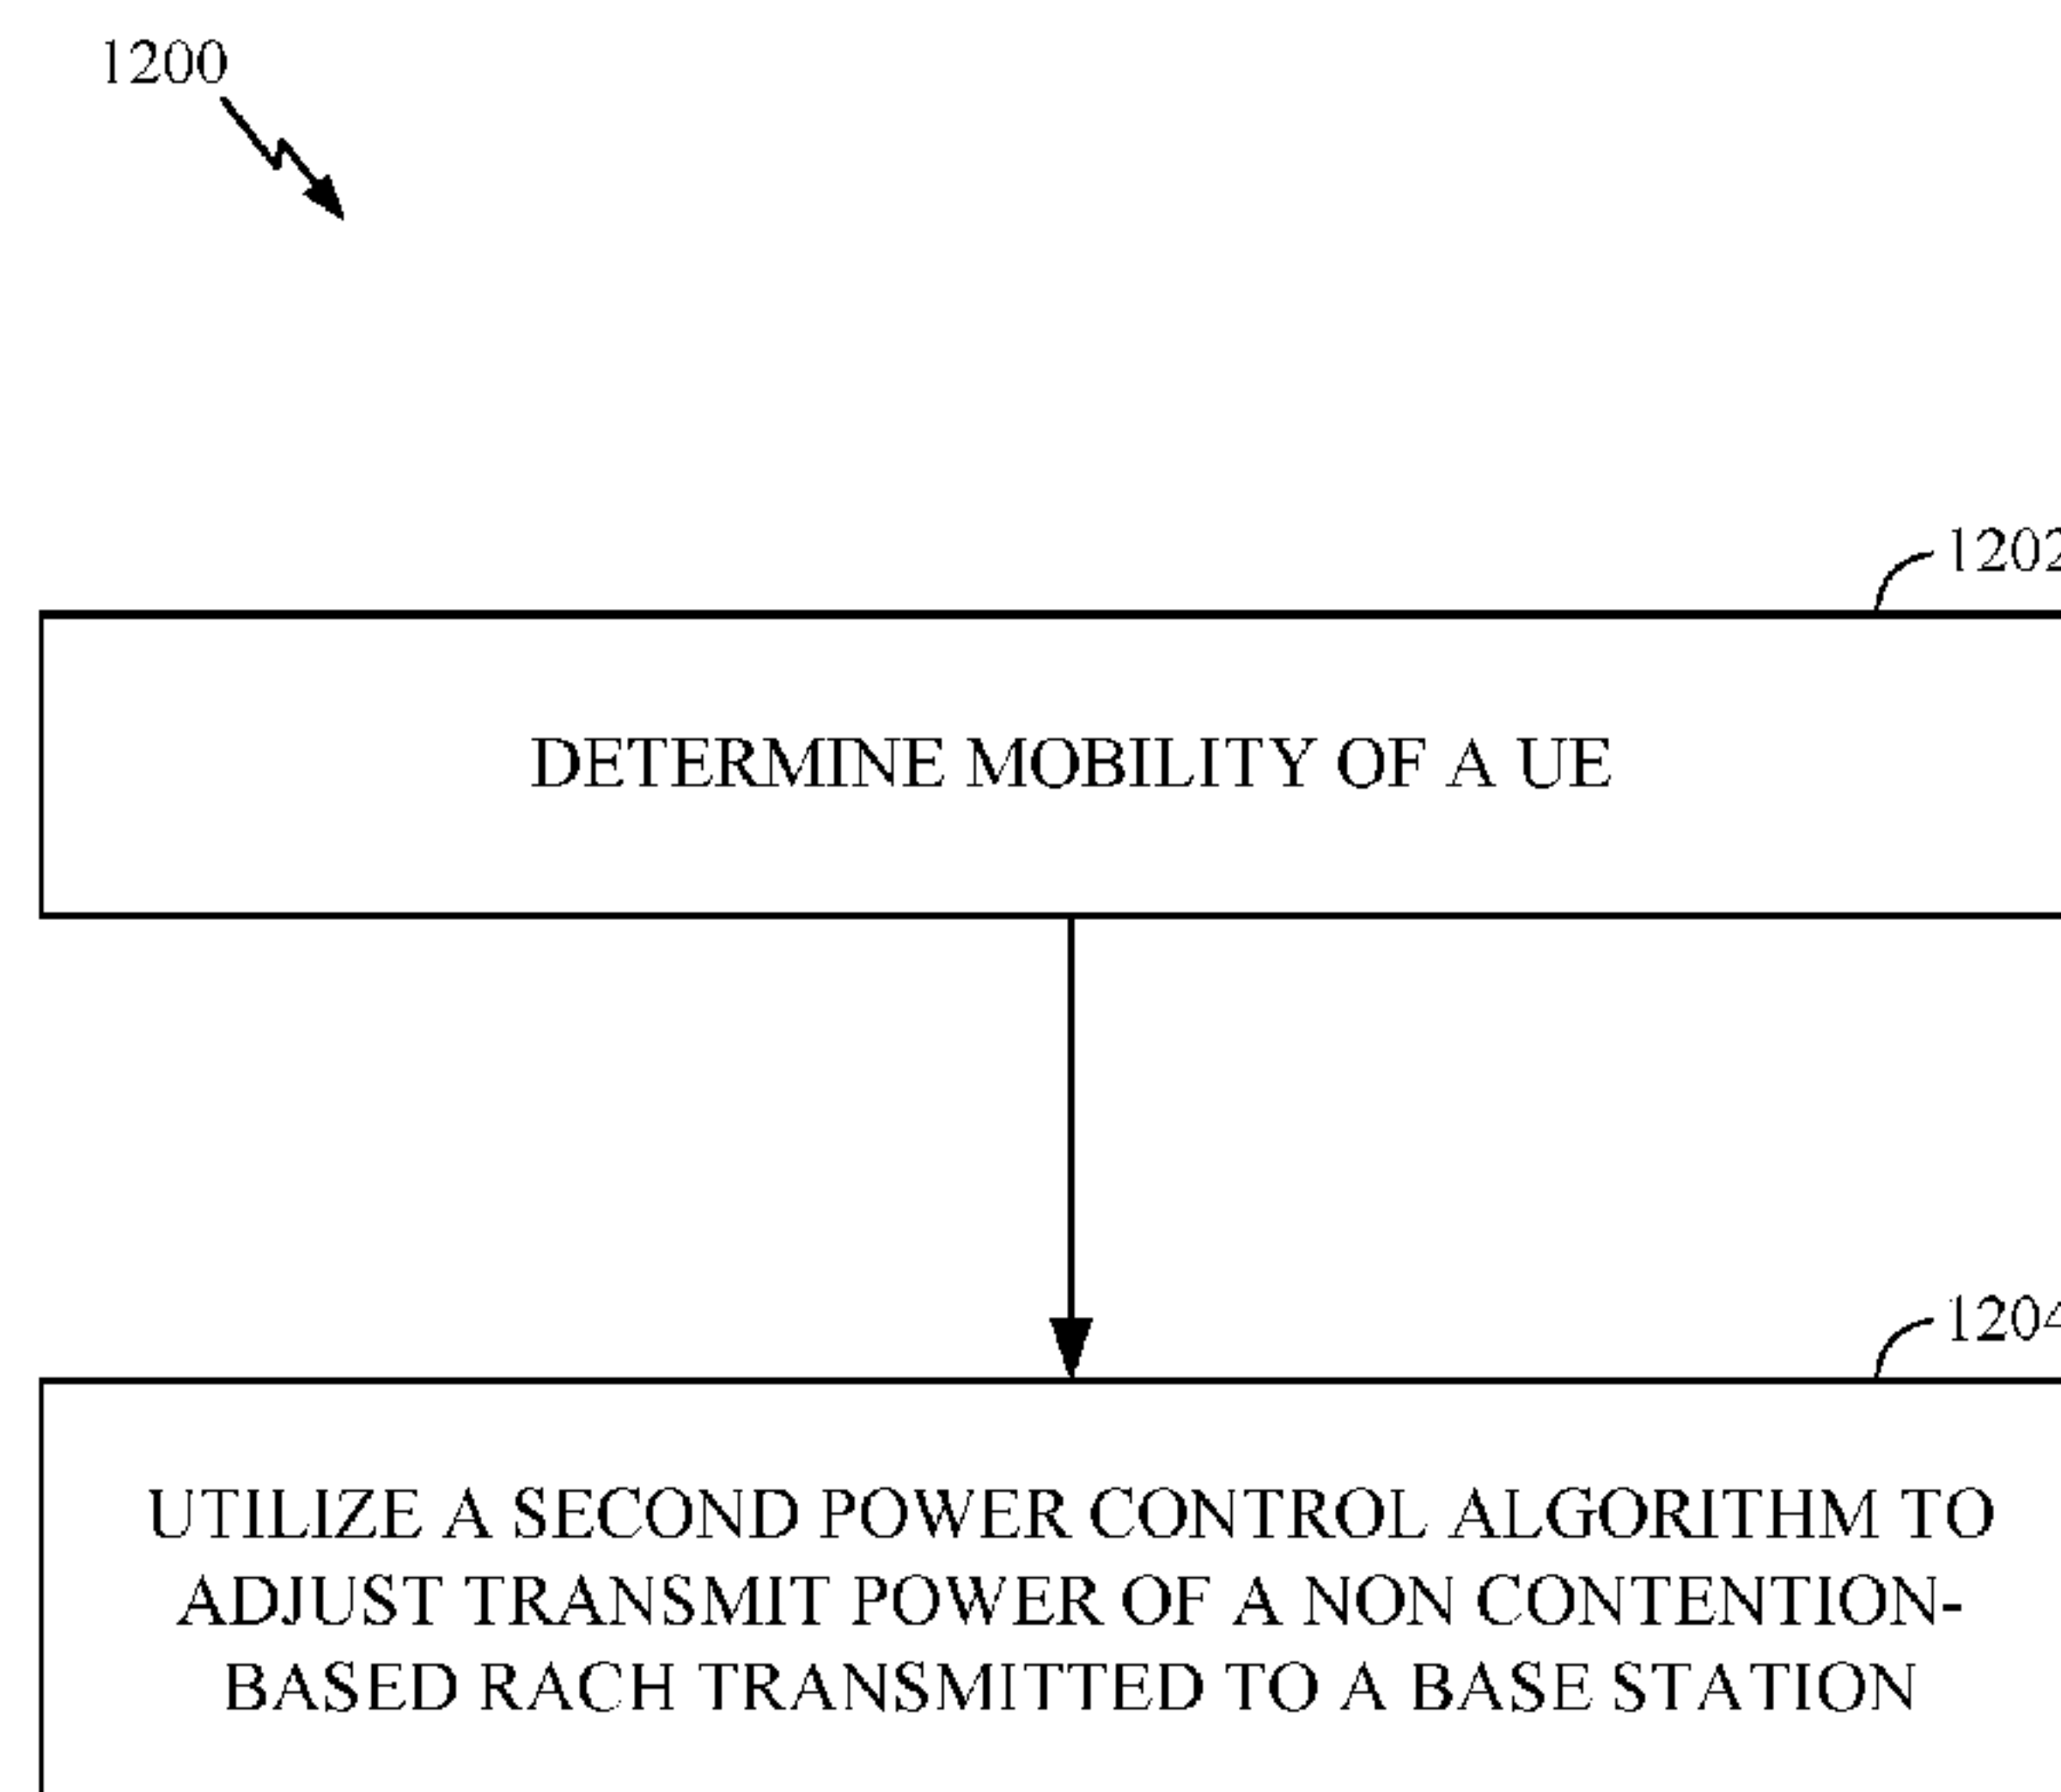 1200
1202
DETERMINE MOBILITY OF A UE
1204
UTILIZE A SECOND POWER CONTROL ALGORITHM TO
ADJUST TRANSMIT POWER OF A NON CONTENTION-
BASED RACH TRANSMITTED TO A BASE STATION